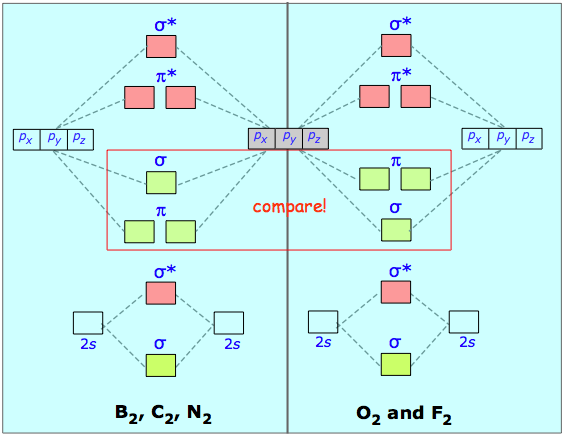 σ* σ*
π* π*
px py pz px py pz px py pz
σ π
compare!
π σ
σ* σ*
2s 2s 2s 2s
σ σ
B2, C2, N2 O2 and F2